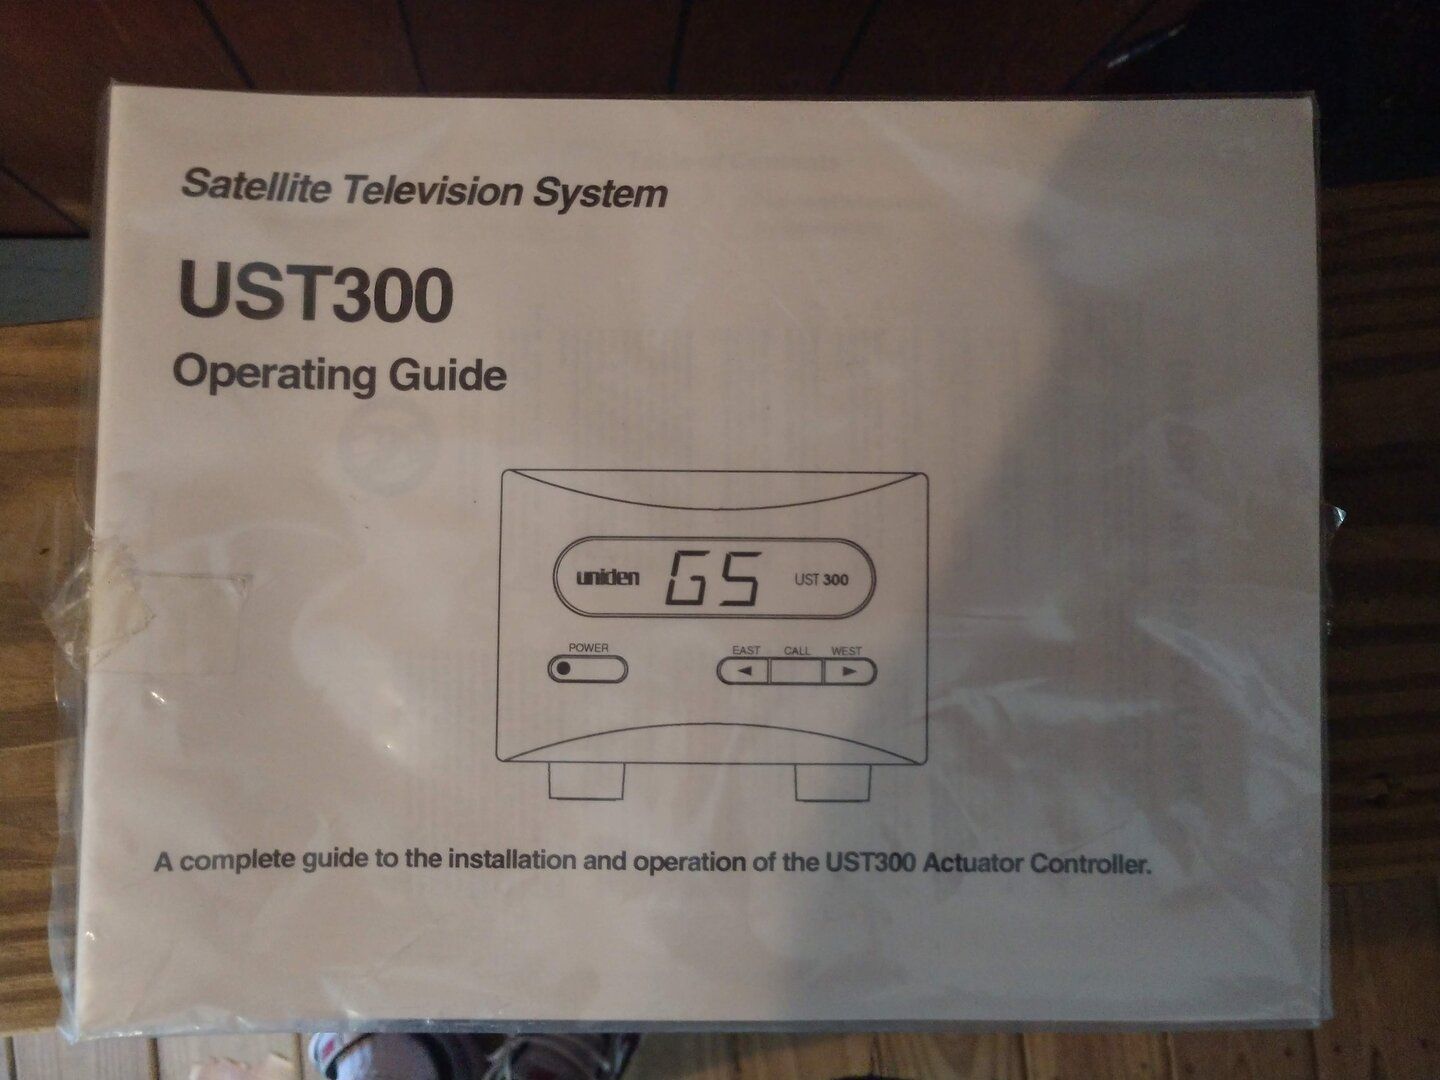 Satellite Television System
UST300
Operating Guide
uniden G5 UST 300
POWER
EAST CALL WEST
A complete guide to the installation and operation of the UST300 Actuator Controller.